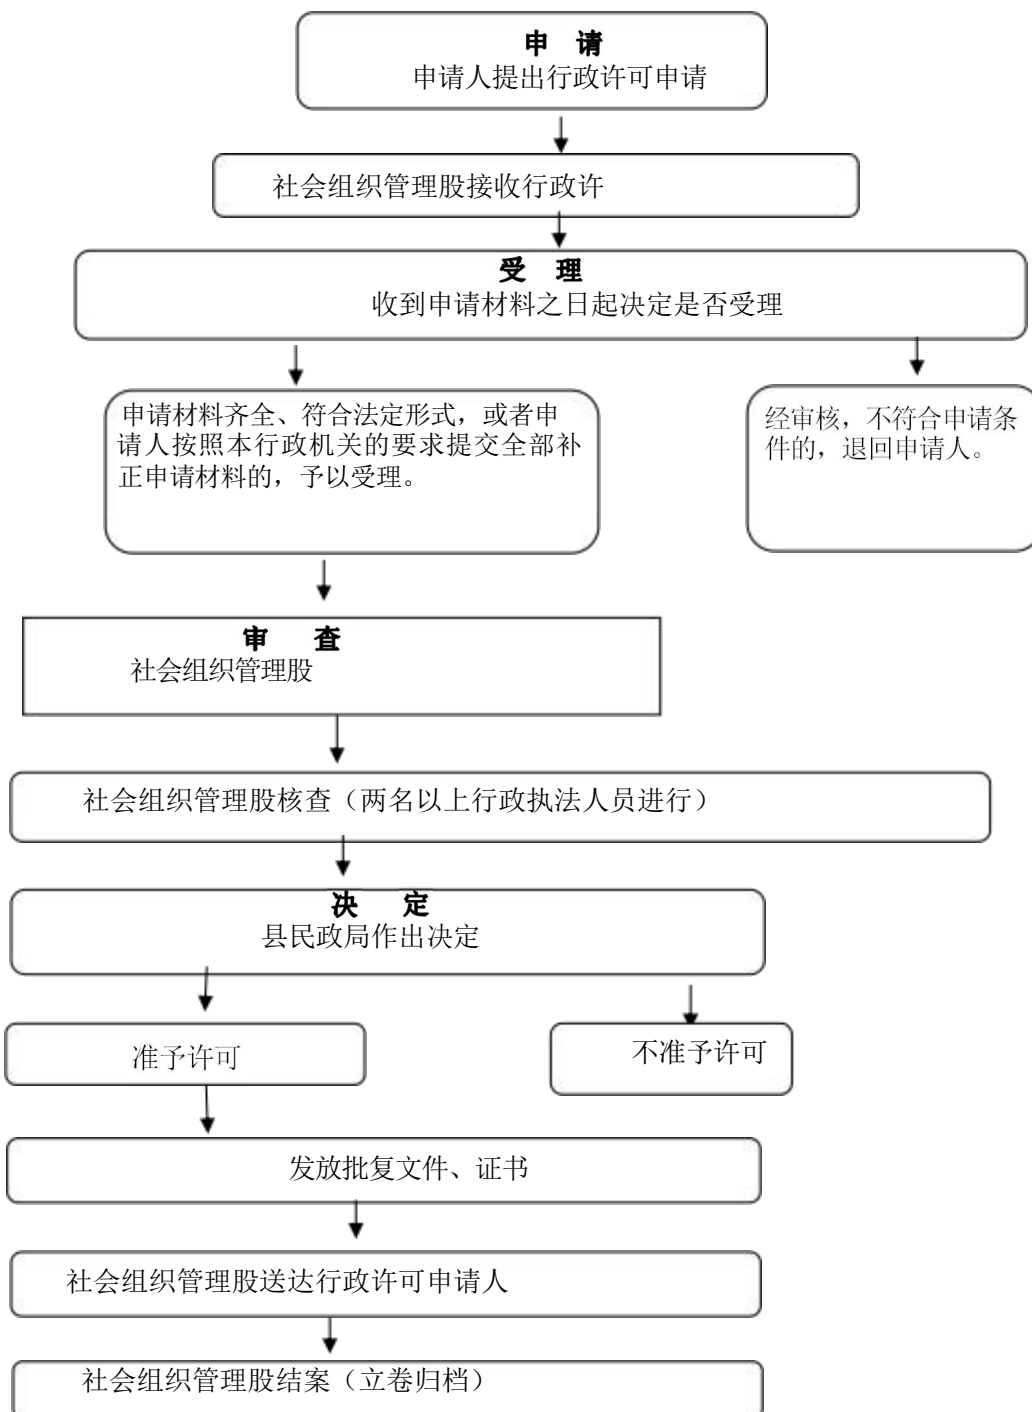 申 请
申请人提出行政许可申请
社会组织管理股接收行政许
受 理
收到申请材料之日起决定是否受理
申请材料齐全、符合法定形式，或者申
请人按照本行政机关的要求提交全部补
正申请材料的，予以受理。
经审核，不符合申请条
件的，退回申请人。
审 查
社会组织管理股
社会组织管理股核查（两名以上行政执法人员进行）
决 定
县民政局作出决定
准予许可
不准予许可
发放批复文件、证书
社会组织管理股送达行政许可申请人
社会组织管理股结案（立卷归档）